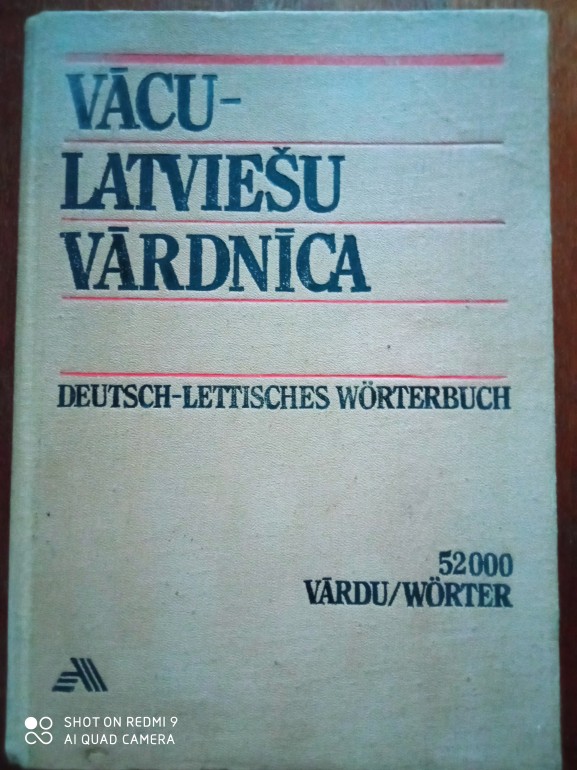 VĀCU-
LATVIEŠU
VĀRDNĪCA
DEUTSCH-LETTISCHES WÖRTERBUCH
52000
VĀRDU/WÖRTER
SHOT ON REDMI 9
AI QUAD CAMERA